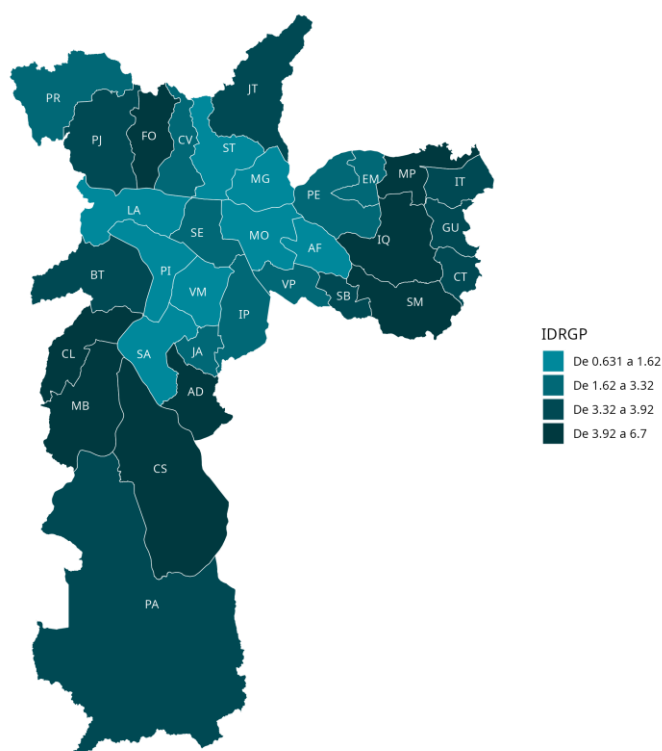 JT
PR
PJ
FO
CV
ST
MG
PE
EM
MP
IT
LA
SE
MO
AF
IQ
GU
BT
PI
VM
VP
SB
CT
SM
IP
CL
SA
JA
MB
AD
CS
PA
IDRGP
De 0.631 a 1.62
De 1.62 a 3.32
De 3.32 a 3.92
De 3.92 a 6.7